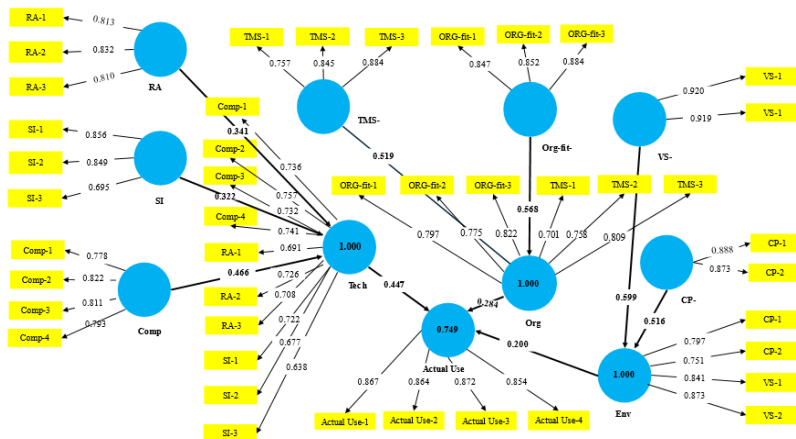 RA-1
0.813
RA-2
0.832
RA-3
0.810
RA
TMS-1
TMS-2
TMS-3
0.757
0.845
0.884
TMS-
ORG-fit-1
ORG-fit-2
ORG-fit-3
0.847
0.852
0.884
Org-fit-
VS-1
0.920
VS-1
0.919
VS-
SI-1
0.856
SI-2
0.849
SI-3
0.695
SI
Comp-1
0.341
0.736
Comp-2
0.757
Comp-3
0.732
0.322
Comp-4
0.741
RA-1
0.691
RA-2
0.726
RA-3
0.708
SI-1
0.722
SI-2
0.677
SI-3
0.638
1.000
Tech
0.519
0.568
ORG-fit-1
ORG-fit-2
ORG-fit-3
TMS-1
TMS-2
TMS-3
0.797
0.775
0.822
0.701
0.758
0.809
1.000
Org
Comp-1
0.778
Comp-2
0.822
Comp-3
0.811
Comp-4
0.793
Comp
0.466
0.447
0.284
0.200
0.749
Actual Use
0.867
0.864
0.872
0.854
Actual Use-1
Actual Use-2
Actual Use-3
Actual Use-4
CP-1
0.888
CP-2
0.873
CP-
0.599
0.516
CP-1
0.797
CP-2
0.751
VS-1
0.841
VS-2
0.873
1.000
Env